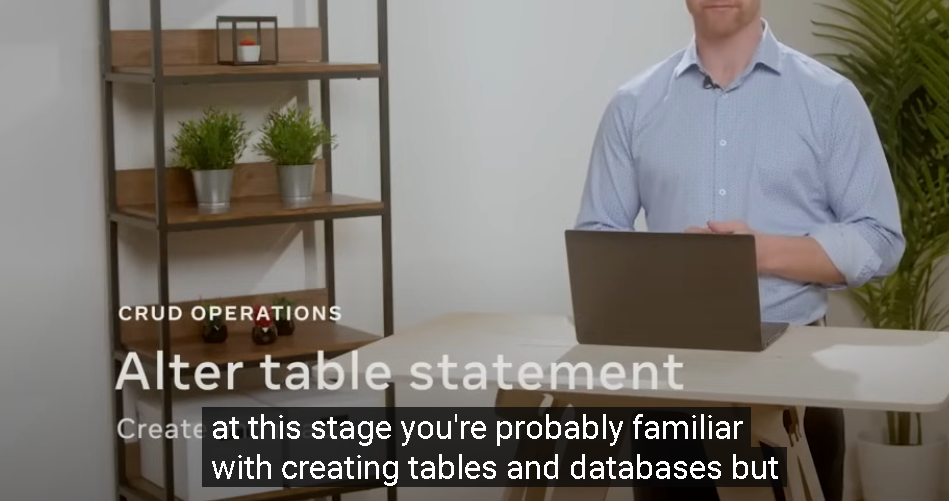 CRUD OPERATIONS
Alter table statement
Create
at this stage you're probably familiar
with creating tables and databases but